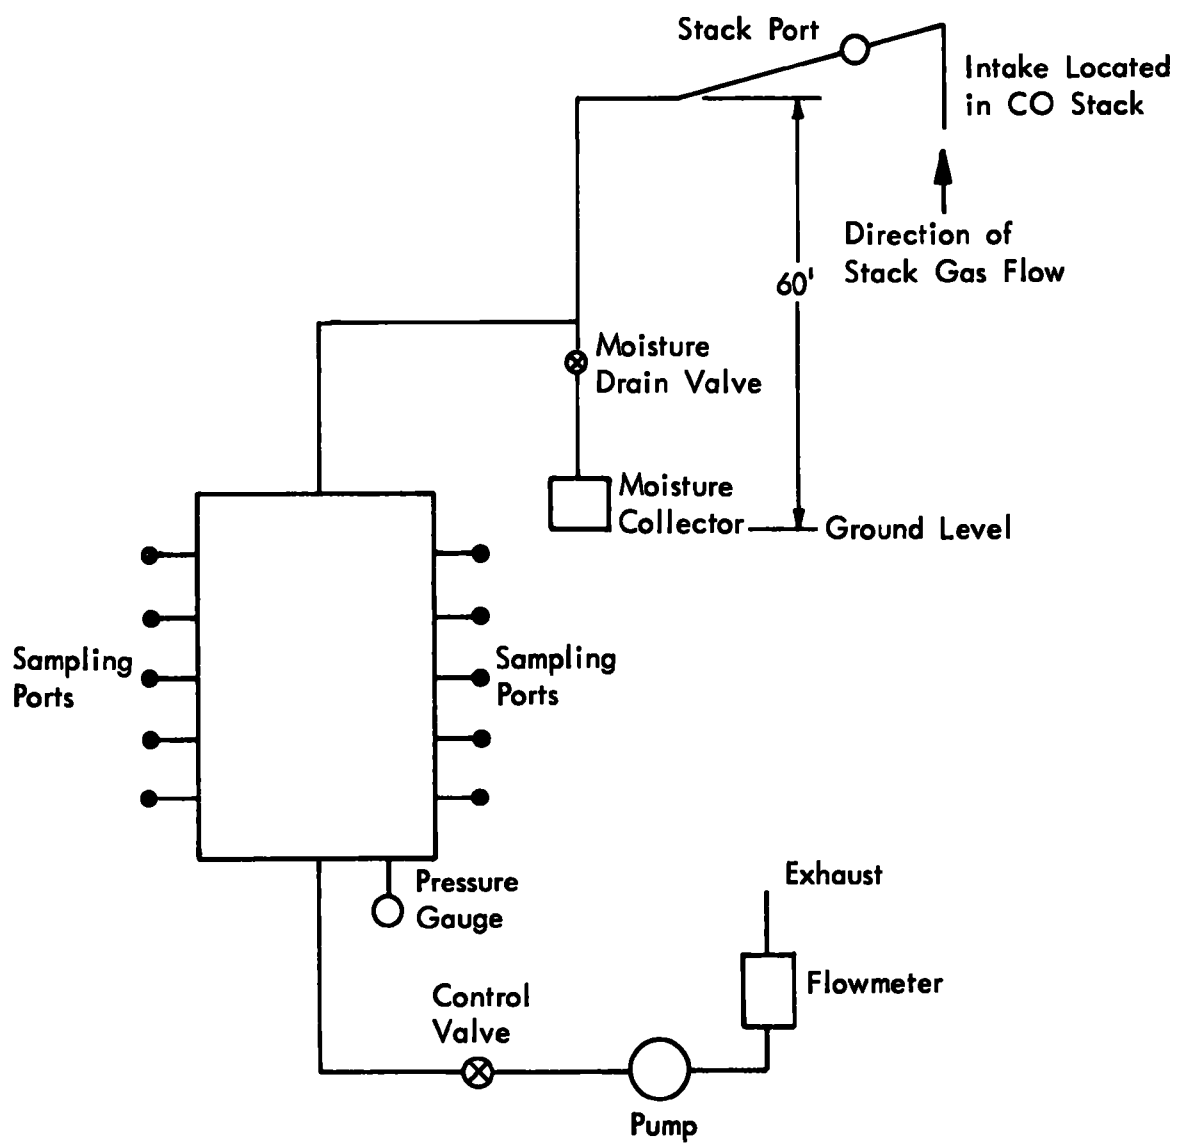 Stack Port
Intake Located
in CO Stack
Direction of
Stack Gas Flow
60'
Moisture
Drain Valve
Moisture
Collector
Ground Level
Sampling
Ports
Sampling
Ports
Pressure
Gauge
Exhaust
Flowmeter
Control
Valve
Pump